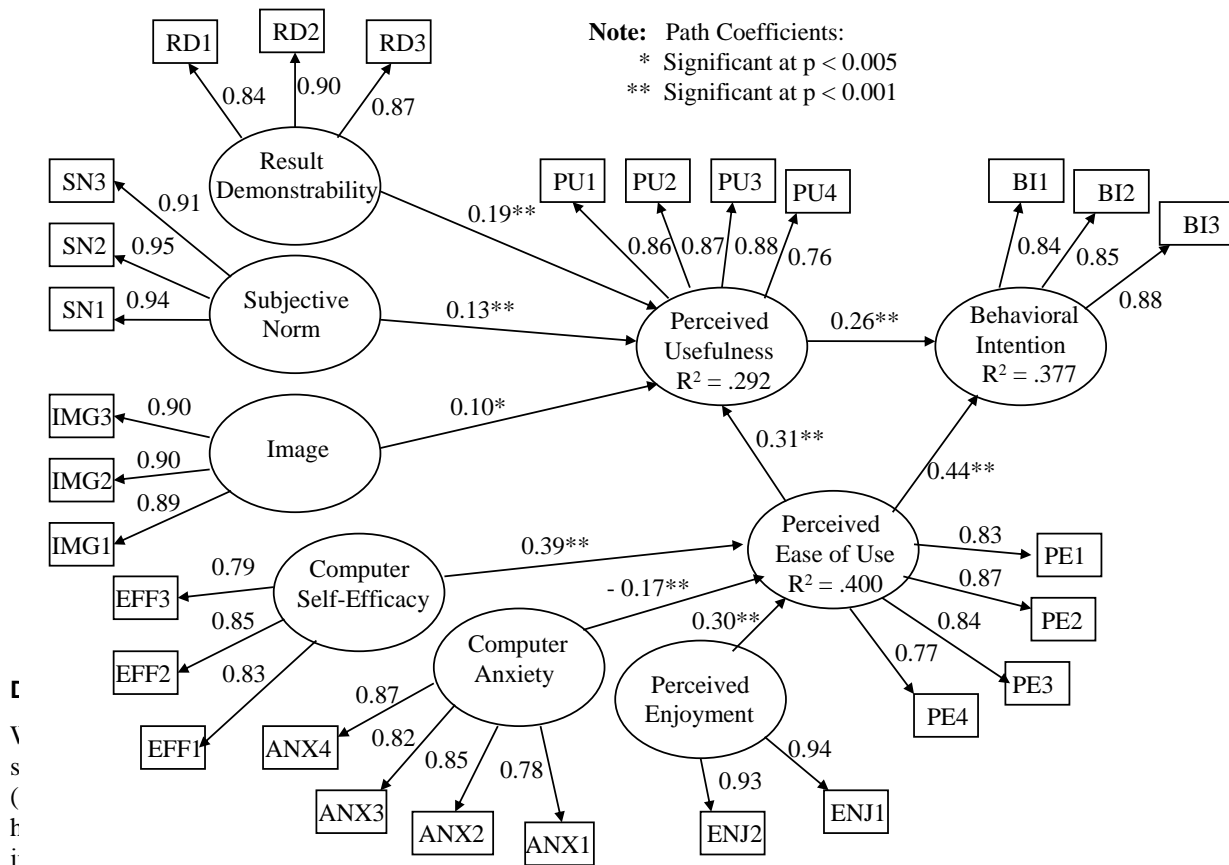 RD1
RD2
RD3
Note: Path Coefficients:
* Significant at p < 0.005
** Significant at p < 0.001
0.84
0.90
0.87
Result
Demonstrability
SN3
SN2
SN1
0.91
0.95
0.94
Subjective
Norm
0.19**
0.13**
PU1
PU2
PU3
PU4
0.86
0.87
0.88
0.76
Perceived
Usefulness
R² = .292
0.26**
BI1
BI2
BI3
0.84
0.85
0.88
Behavioral
Intention
R² = .377
IMG3
IMG2
IMG1
0.90
0.90
0.89
Image
0.10*
0.31**
0.44**
Perceived
Ease of Use
R² = .400
0.83
0.87
0.84
0.77
PE1
PE2
PE3
PE4
Computer
Self-Efficacy
0.39**
EFF3
EFF2
EFF1
0.79
0.85
0.83
- 0.17**
0.30**
Computer
Anxiety
0.87
0.82
0.85
0.78
ANX4
ANX3
ANX2
ANX1
Perceived
Enjoyment
0.93
0.94
ENJ2
ENJ1
s
(
h